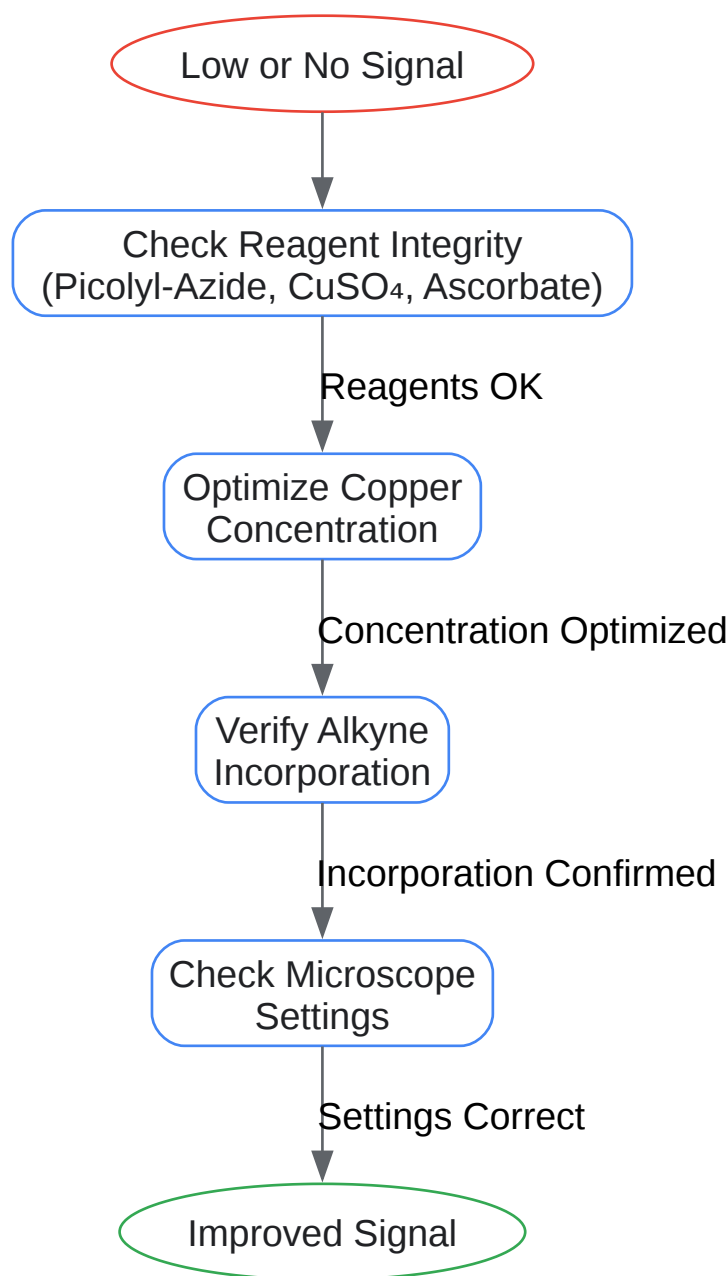 Low or No Signal
Check Reagent Integrity
(Picolyl-Azide, CuSO₄, Ascorbate)
Reagents OK
Optimize Copper
Concentration
Concentration Optimized
Verify Alkyne
Incorporation
Incorporation Confirmed
Check Microscope
Settings
Settings Correct
Improved Signal